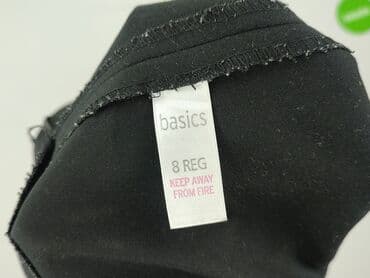 basics
8 REG
KEEP AWAY
FROM FIRE